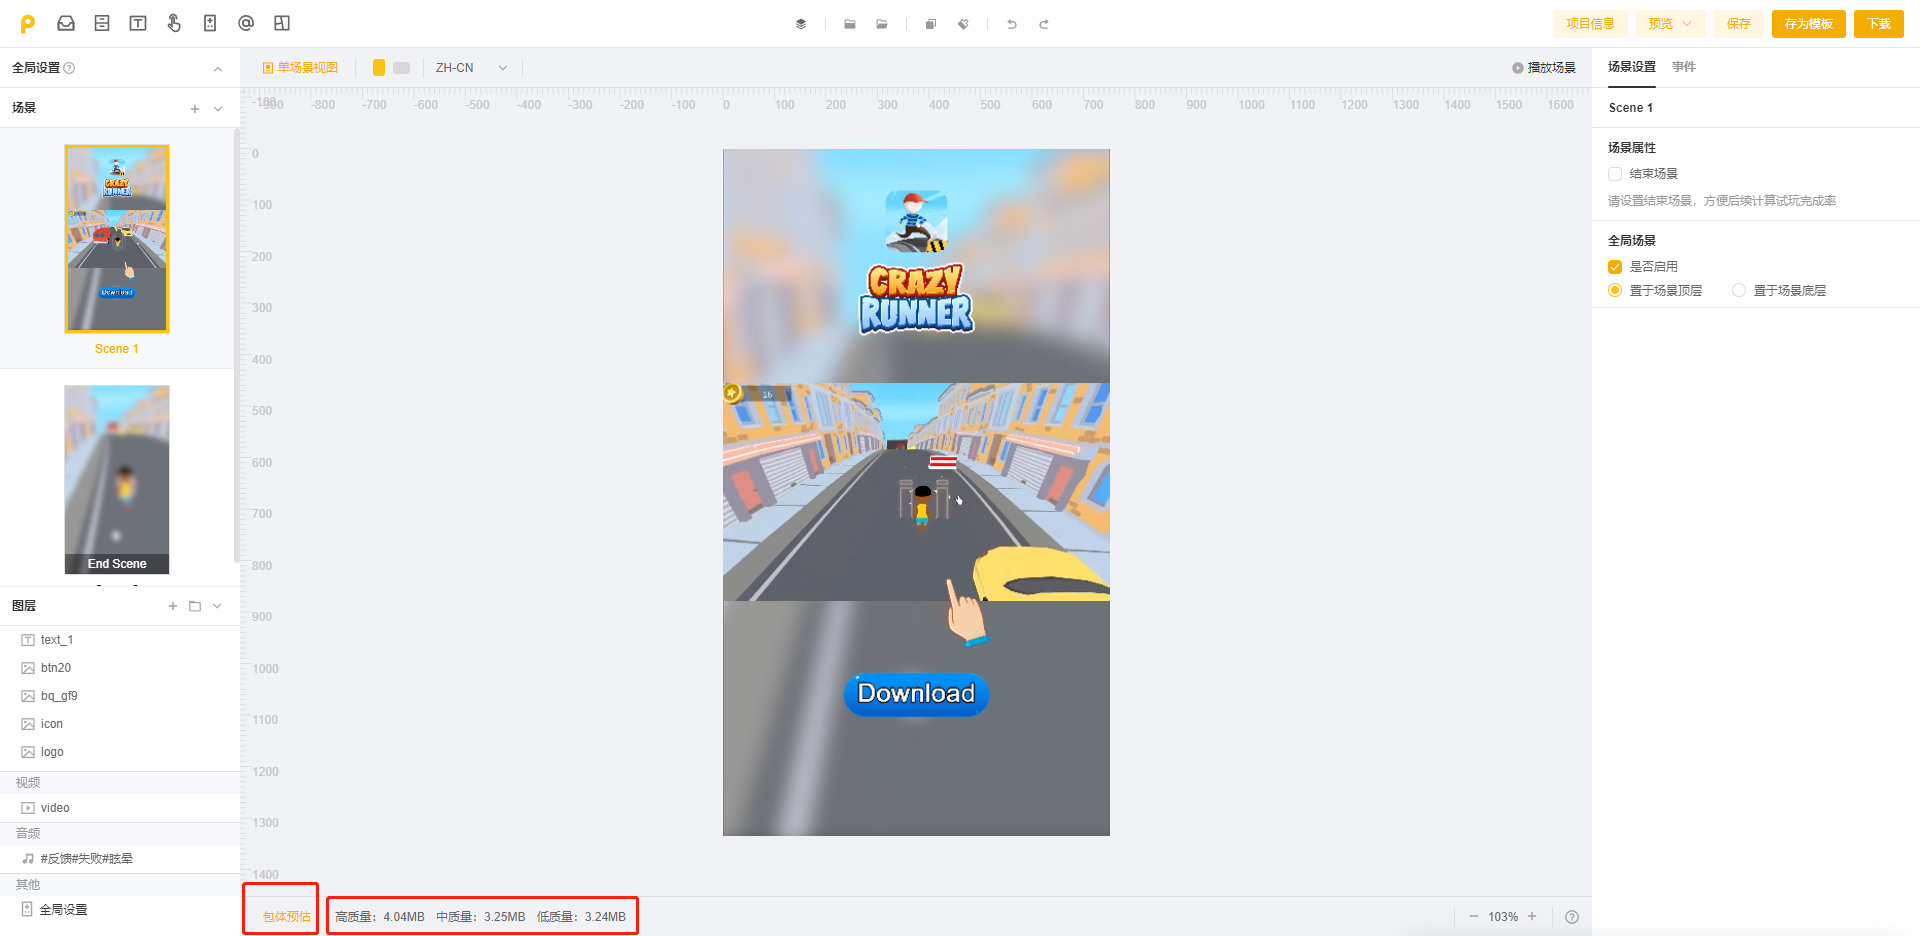 项目信息
预览
保存
存为模板
下载
全局设置
单场景视图
ZH-CN
播放场景
场景设置 事件
场景
-900 -800 -700 -600 -500 -400 -300 -200 -100 0 100 200 300 400 500 600 700 800 900 1000 1100 1200 1300 1400 1500 1600
-100
0
100
200
300
400
500
600
700
800
900
1000
1100
1200
1300
1400
CRAZY
RUNNER
Download
Scene 1
End Scene
图层
text_1
btn20
bq_gf9
icon
logo
视频
video
音频
#反馈#失败#眩晕
其他
全局设置
CRAZY
RUNNER
16
Download
包体预估
高质量：4.04MB 中质量：3.25MB 低质量：3.24MB
103%
Scene 1
场景属性
结束场景
请设置结束场景，方便后续计算试玩完成率
全局场景
是否启用
置于场景顶层 置于场景底层